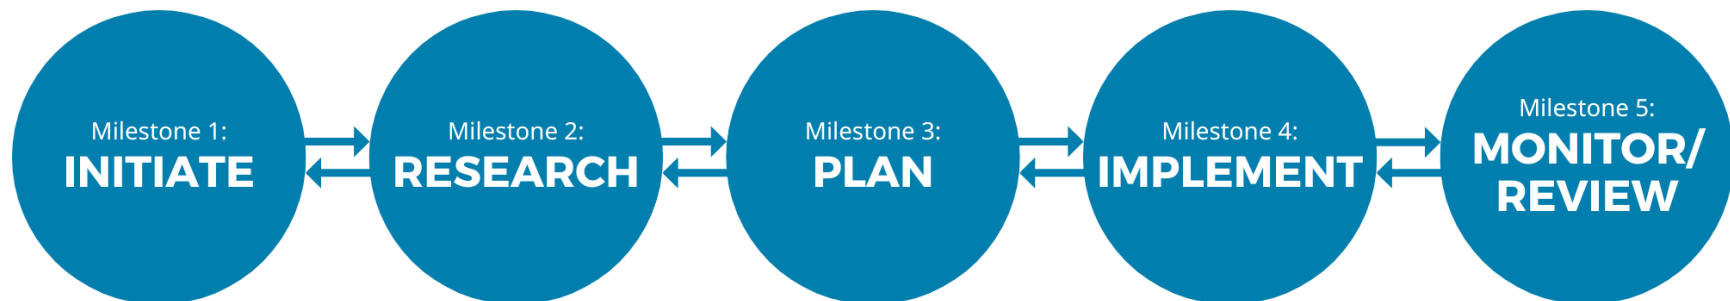 Milestone 1:
INITIATE
Milestone 2:
RESEARCH
Milestone 3:
PLAN
Milestone 4:
IMPLEMENT
Milestone 5:
MONITOR/
REVIEW